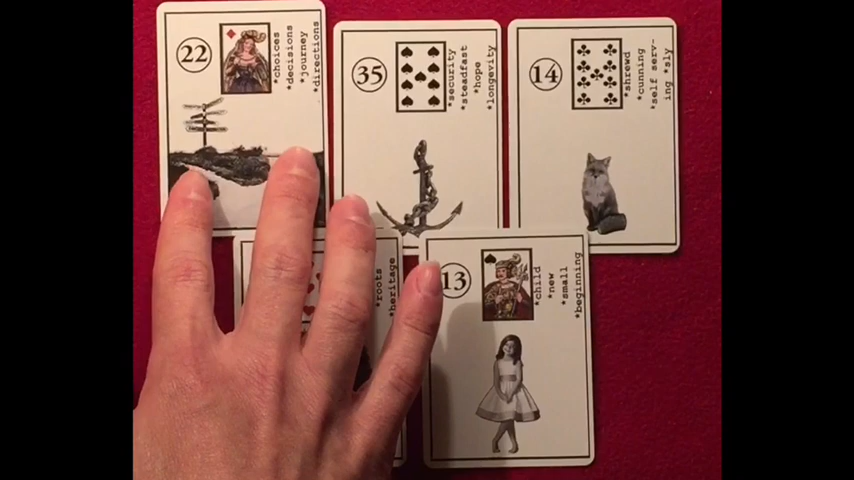 22
*choices
*decisions
*journey
*directions
35
*security
*steadfast
*hope
*longevity
14
*shrewd
*cunning
*self serv-
ing *sly
*roots
*heritage
13
*child
*new
*small
*beginning